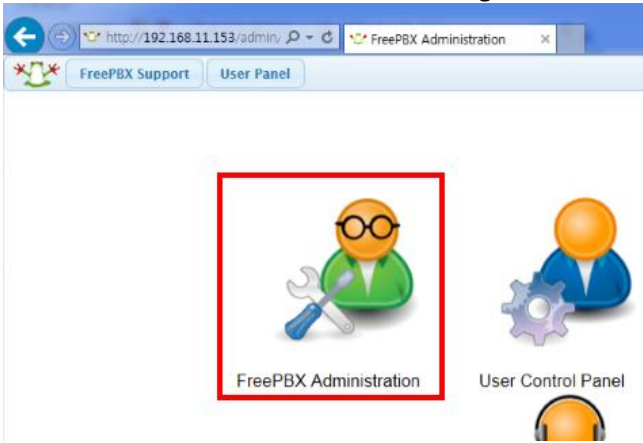 http://192.168.11.153/admin/
FreePBX Administration
FreePBX Support
User Panel
FreePBX Administration
User Control Panel